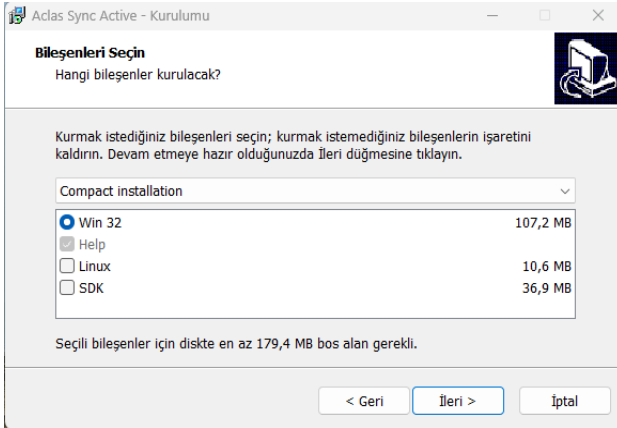 Aclas Sync Active - Kurulumu
Bileşenleri Seçin
Hangi bileşenler kurulacak?
Kurmak istediğiniz bileşenleri seçin; kurmak istemediğiniz bileşenlerin işaretini
kaldırın. Devam etmeye hazır olduğunuzda İleri düğmesine tıklayın.
Compact installation
Win 32 107,2 MB
Help
Linux 10,6 MB
SDK 36,9 MB
Seçili bileşenler için diskte en az 179,4 MB bos alan gerekli.
< Geri İleri > İptal